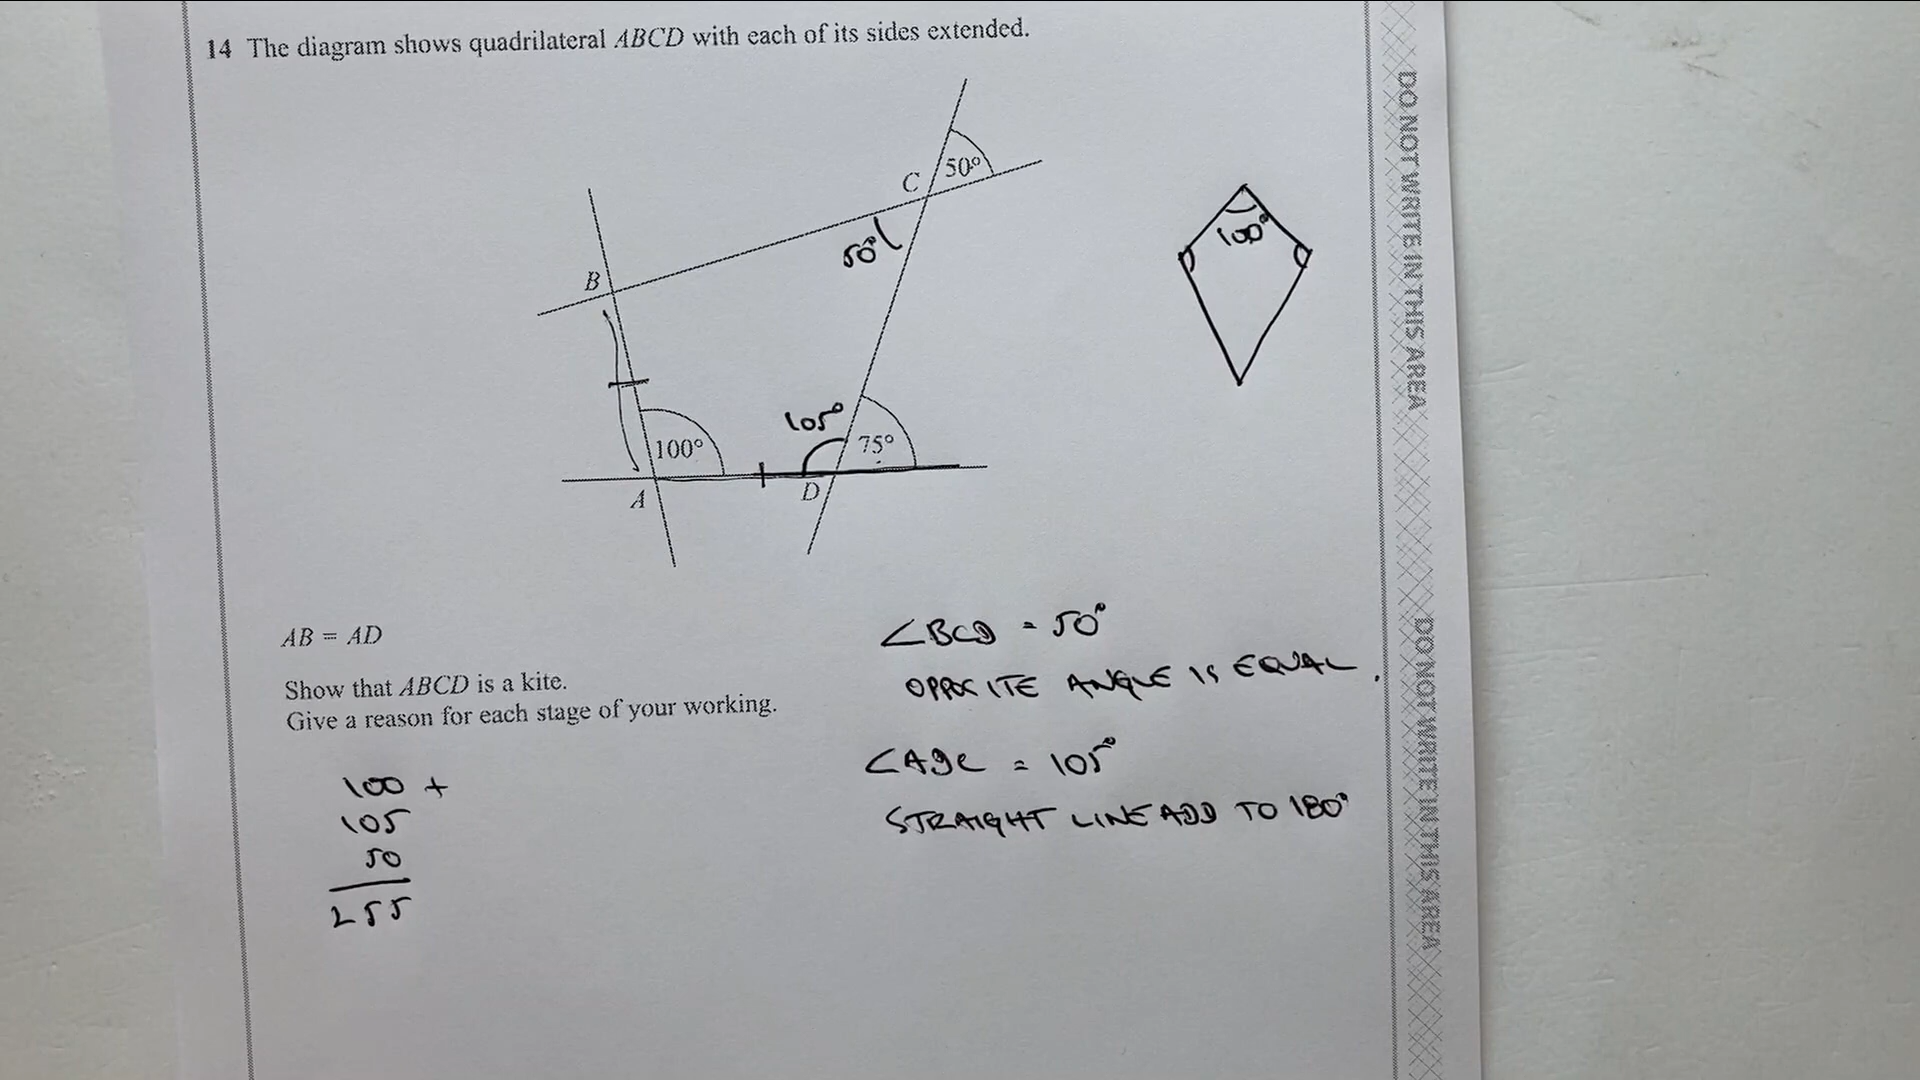 14 The diagram shows quadrilateral ABCD with each of its sides extended.
C
50°
50°
B
100°
105°
75°
A
D
100°
AB = AD
Show that ABCD is a kite.
Give a reason for each stage of your working.
∠BCD = 50°
OPPOSITE ANGLE IS EQUAL.
∠ADC = 105°
STRAIGHT LINE ADD TO 180°
100 +
105
50
255
DO NOT WRITE IN THIS AREA
DO NOT WRITE IN THIS AREA